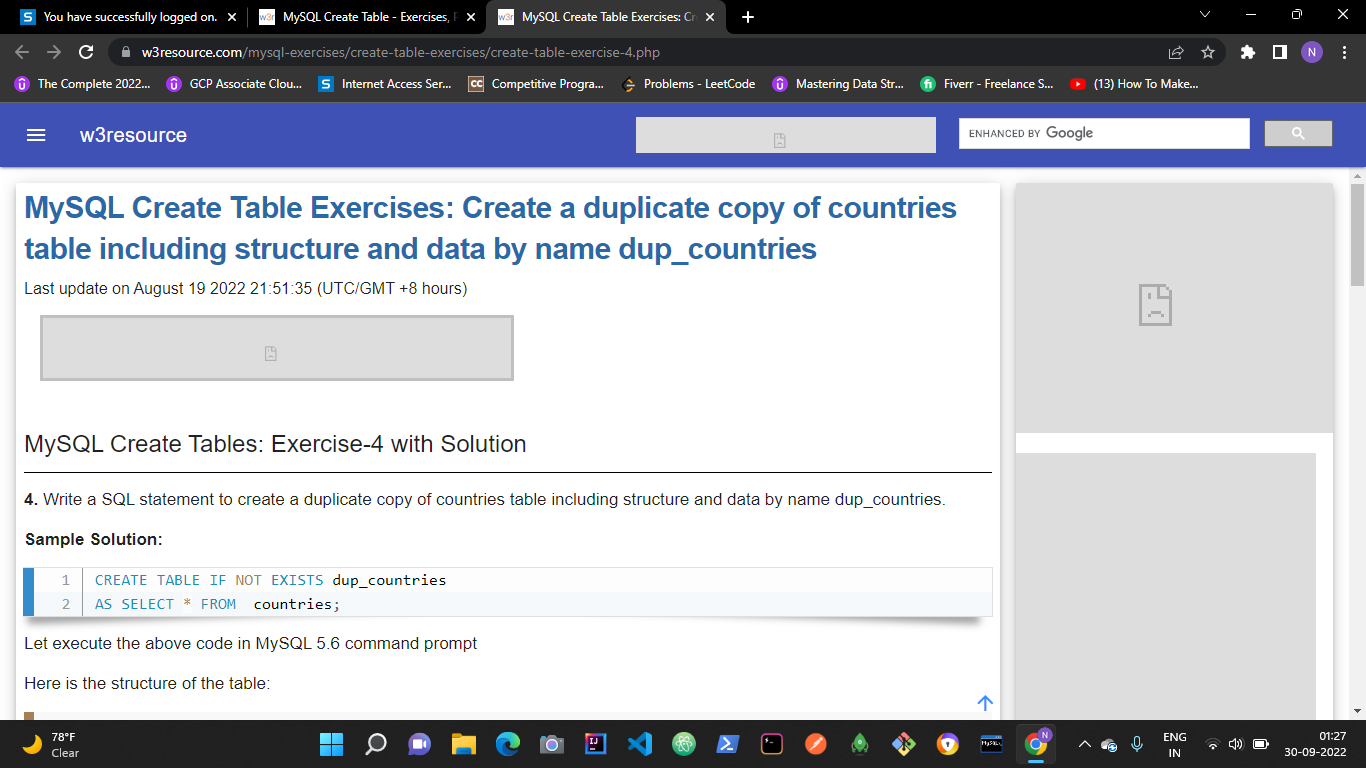 You have successfully logged on.
MySQL Create Table - Exercises, P
MySQL Create Table Exercises: Cr
w3resource.com/mysql-exercises/create-table-exercises/create-table-exercise-4.php
N
The Complete 2022...
GCP Associate Clou...
Internet Access Ser...
Competitive Progra...
Problems - LeetCode
Mastering Data Str...
Fiverr - Freelance S...
(13) How To Make...
w3resource
ENHANCED BY Google
MySQL Create Table Exercises: Create a duplicate copy of countries
table including structure and data by name dup_countries
Last update on August 19 2022 21:51:35 (UTC/GMT +8 hours)
MySQL Create Tables: Exercise-4 with Solution
4. Write a SQL statement to create a duplicate copy of countries table including structure and data by name dup_countries.
Sample Solution:
1 CREATE TABLE IF NOT EXISTS dup_countries
2 AS SELECT * FROM  countries;
Let execute the above code in MySQL 5.6 command prompt
Here is the structure of the table:
78°F
Clear
ENG
IN
01:27
30-09-2022